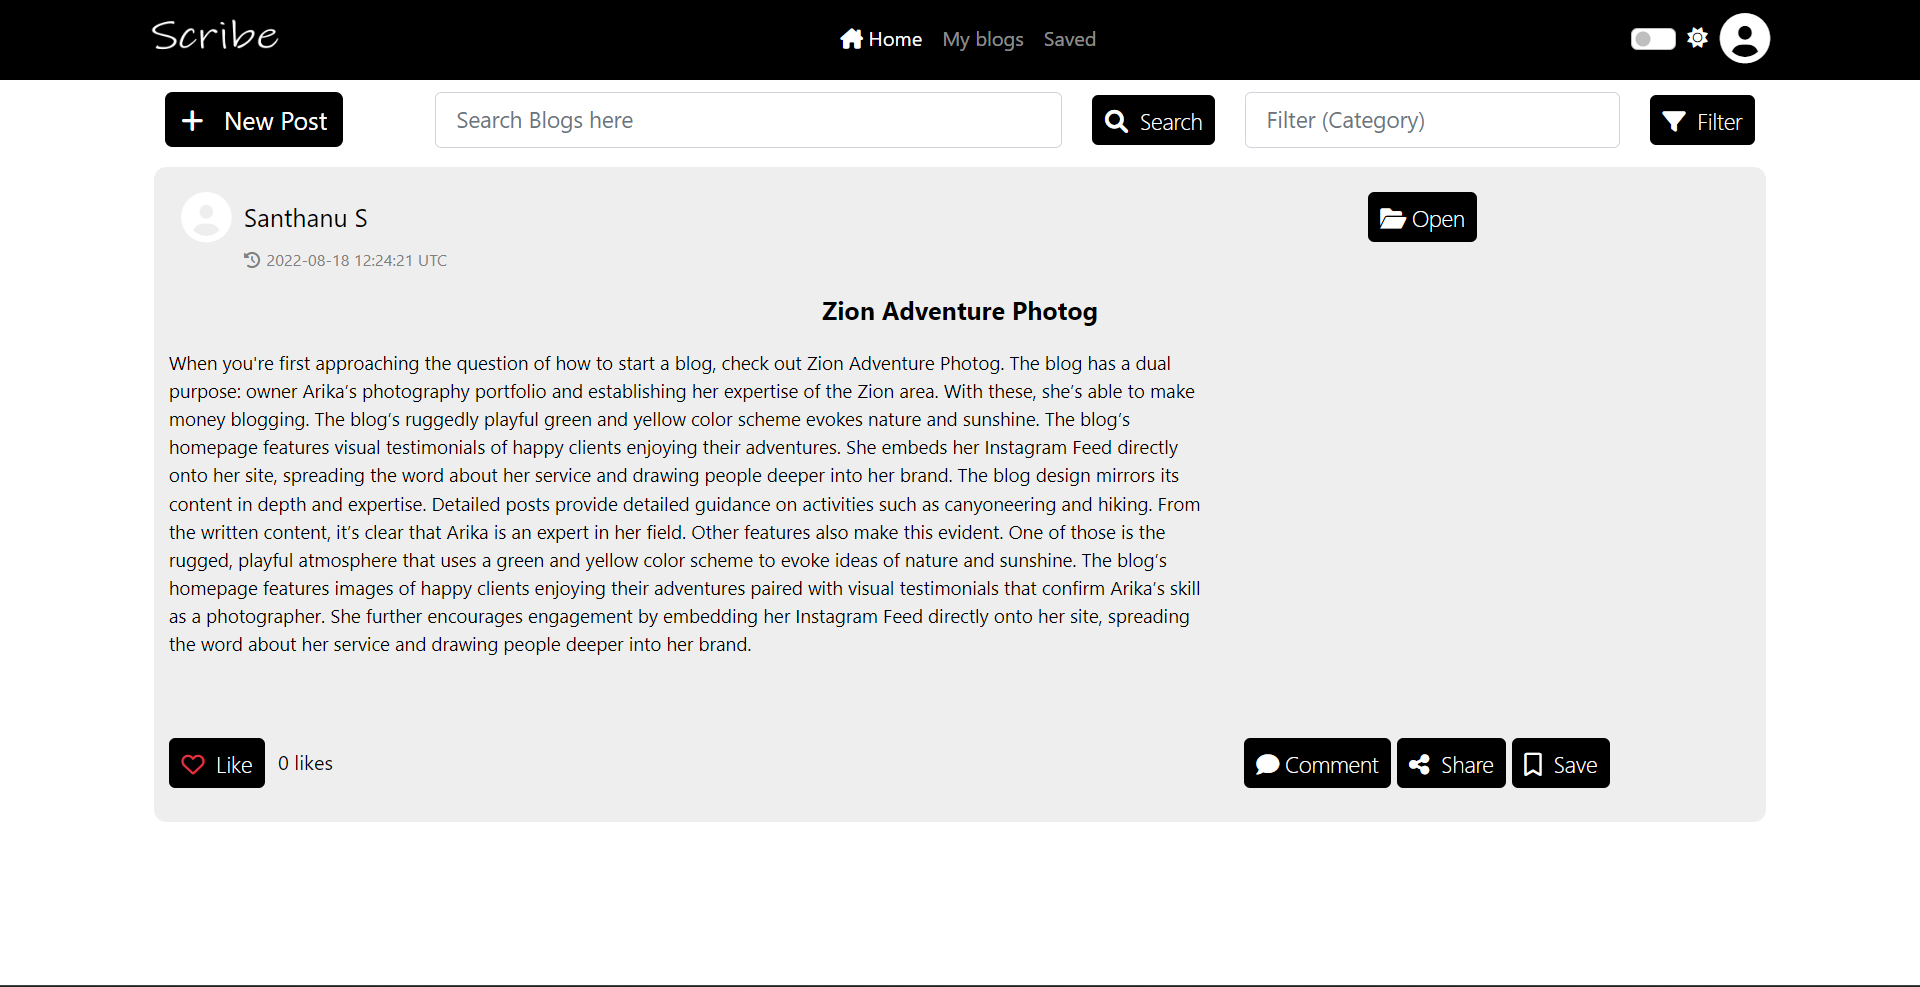 Scribe
Home My blogs Saved
New Post
Search Blogs here
Search
Filter (Category)
Filter
Santhanu S
Open
2022-08-18 12:24:21 UTC
Zion Adventure Photog
When you're first approaching the question of how to start a blog, check out Zion Adventure Photog. The blog has a dual
purpose: owner Arika’s photography portfolio and establishing her expertise of the Zion area. With these, she’s able to make
money blogging. The blog’s ruggedly playful green and yellow color scheme evokes nature and sunshine. The blog’s
homepage features visual testimonials of happy clients enjoying their adventures. She embeds her Instagram Feed directly
onto her site, spreading the word about her service and drawing people deeper into her brand. The blog design mirrors its
content in depth and expertise. Detailed posts provide detailed guidance on activities such as canyoneering and hiking. From
the written content, it’s clear that Arika is an expert in her field. Other features also make this evident. One of those is the
rugged, playful atmosphere that uses a green and yellow color scheme to evoke ideas of nature and sunshine. The blog’s
homepage features images of happy clients enjoying their adventures paired with visual testimonials that confirm Arika’s skill
as a photographer. She further encourages engagement by embedding her Instagram Feed directly onto her site, spreading
the word about her service and drawing people deeper into her brand.
Like 0 likes
Comment Share Save